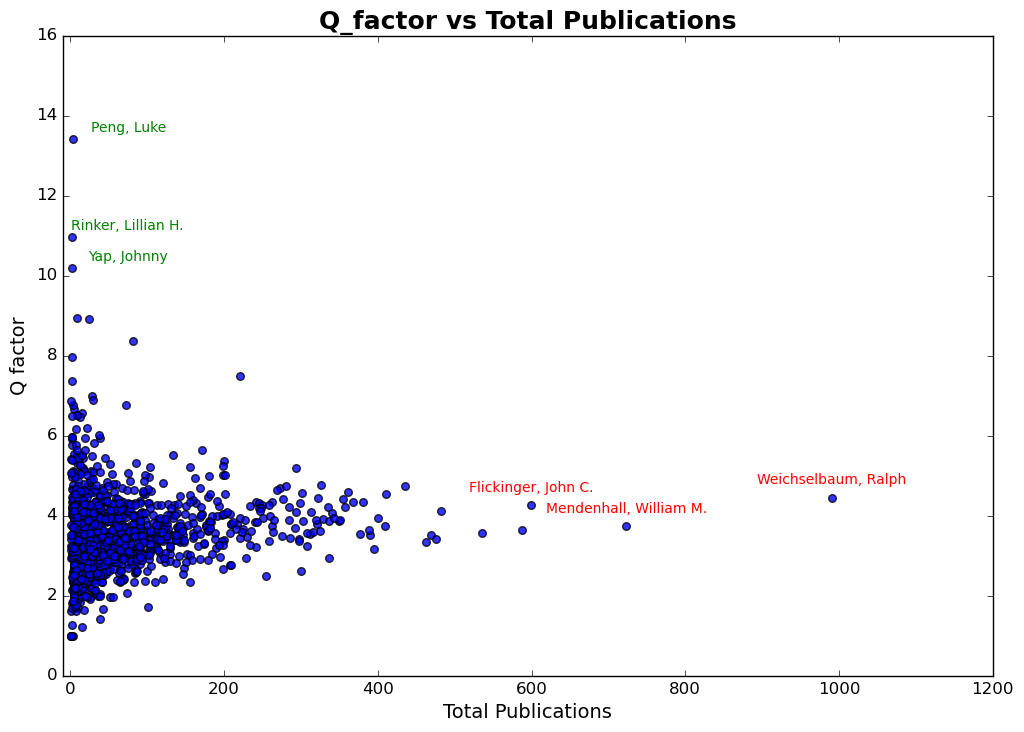 Q_factor vs Total Publications
16
14
12
10
8
6
4
2
0
Q factor
Peng, Luke
Rinker, Lillian H.
Yap, Johnny
Weichselbaum, Ralph
Flickinger, John C.
Mendenhall, William M.
0 200 400 600 800 1000 1200
Total Publications